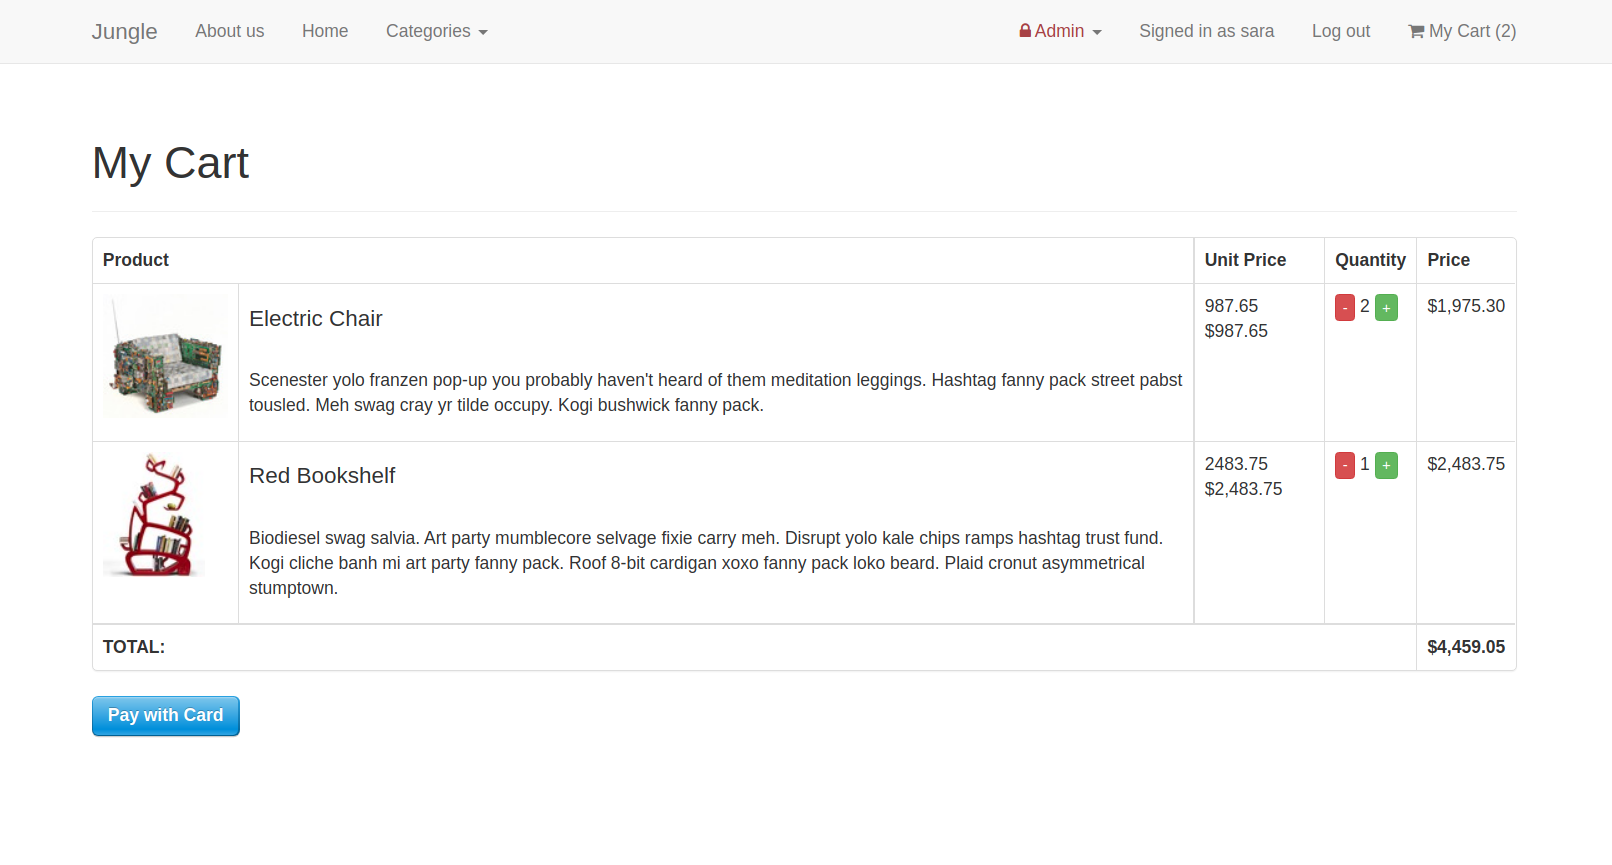 Jungle About us Home Categories Admin Signed in as sara Log out My Cart (2)
My Cart
Product Unit Price Quantity Price
Electric Chair
987.65
$987.65
- 2 +
$1,975.30
Scenester yolo franzen pop-up you probably haven't heard of them meditation leggings. Hashtag fanny pack street pabst
tousled. Meh swag cray yr tilde occupy. Kogi bushwick fanny pack.
Red Bookshelf
2483.75
$2,483.75
- 1 +
$2,483.75
Biodiesel swag salvia. Art party mumblecore selvage fixie carry meh. Disrupt yolo kale chips ramps hashtag trust fund.
Kogi cliche banh mi art party fanny pack. Roof 8-bit cardigan xoxo fanny pack loko beard. Plaid cronut asymmetrical
stumptown.
TOTAL: $4,459.05
Pay with Card